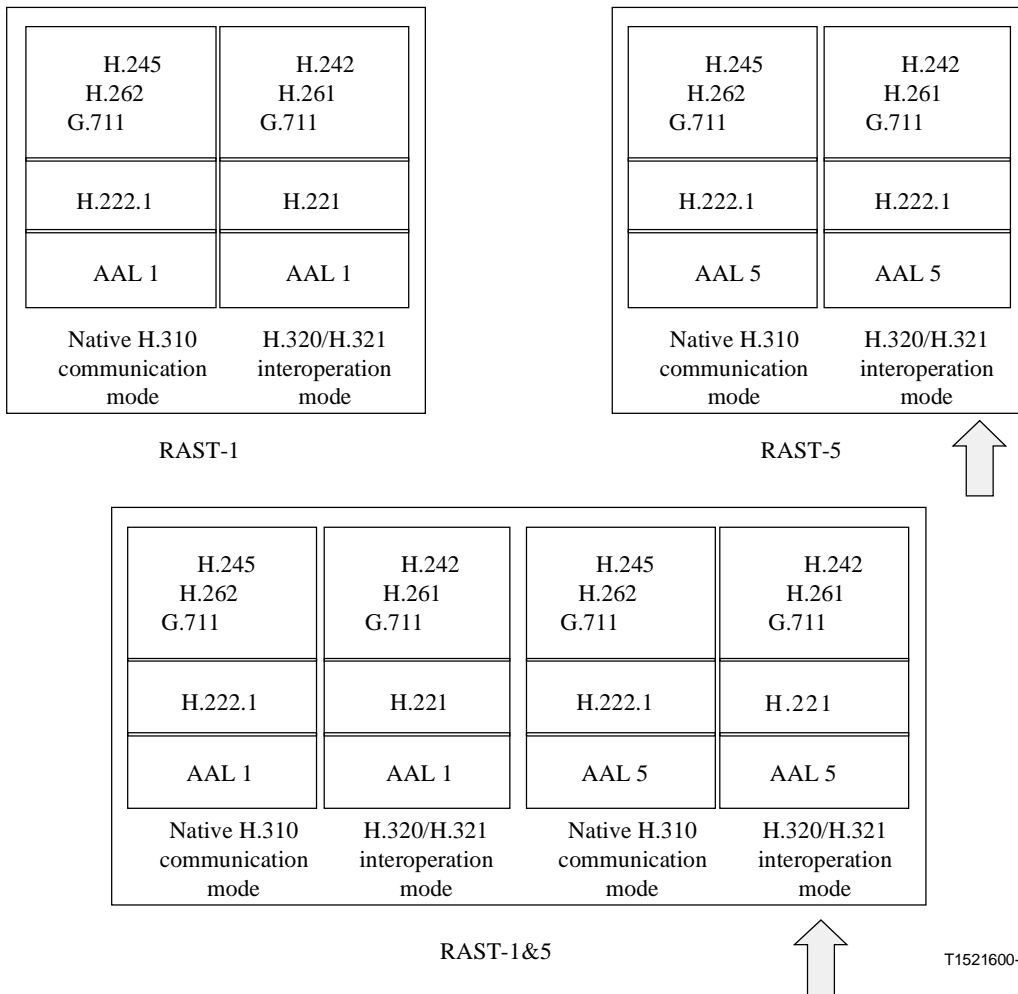 H.245
H.262
G.711
H.242
H.261
G.711
H.222.1
H.221
AAL 1
AAL 1
Native H.310
communication
mode
H.320/H.321
interoperation
mode
RAST-1
H.245
H.262
G.711
H.242
H.261
G.711
H.222.1
H.222.1
AAL 5
AAL 5
Native H.310
communication
mode
H.320/H.321
interoperation
mode
RAST-5
H.245
H.262
G.711
H.242
H.261
G.711
H.245
H.262
G.711
H.242
H.261
G.711
H.222.1
H.221
H.222.1
H.221
AAL 1
AAL 1
AAL 5
AAL 5
Native H.310
communication
mode
H.320/H.321
interoperation
mode
Native H.310
communication
mode
H.320/H.321
interoperation
mode
RAST-1&5
T1521600-